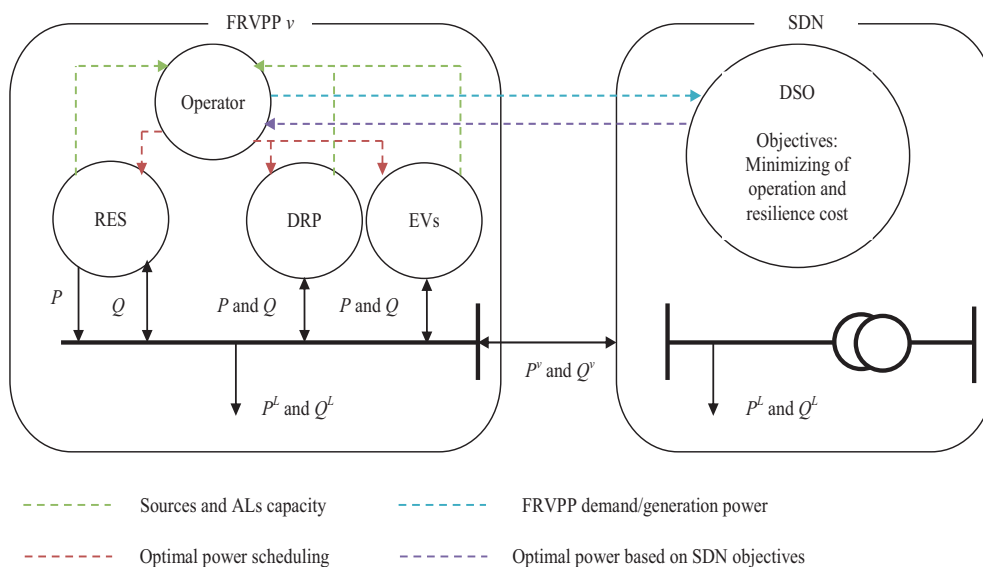 FRVPP v
SDN
Operator
DSO
Objectives:
Minimizing of
operation and
resilience cost
RES
DRP
EVs
P
Q
P and Q
P and Q
P^v and Q^v
P^L and Q^L
P^L and Q^L
Sources and ALs capacity
FRVPP demand/generation power
Optimal power scheduling
Optimal power based on SDN objectives